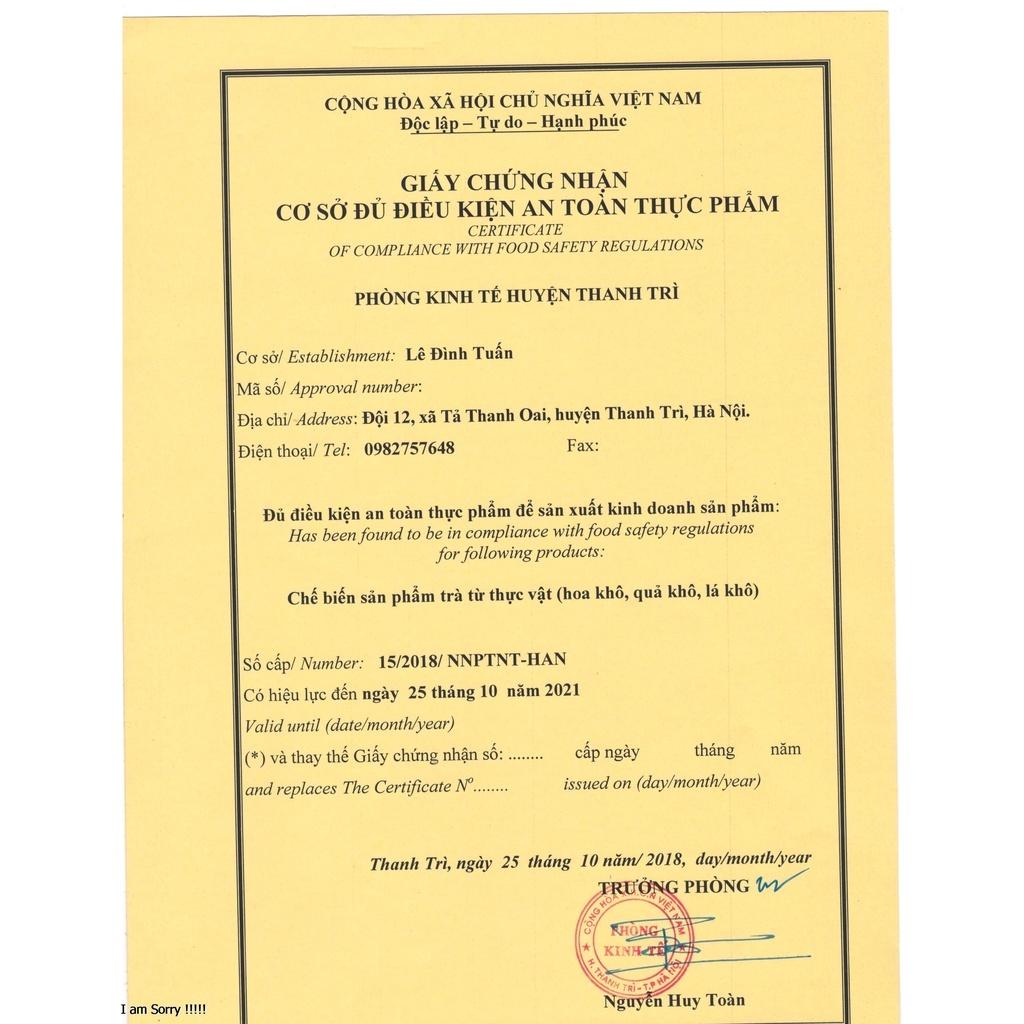 CỘNG HÒA XÃ HỘI CHỦ NGHĨA VIỆT NAM
Độc lập – Tự do – Hạnh phúc
GIẤY CHỨNG NHẬN
CƠ SỞ ĐỦ ĐIỀU KIỆN AN TOÀN THỰC PHẨM
CERTIFICATE
OF COMPLIANCE WITH FOOD SAFETY REGULATIONS
PHÒNG KINH TẾ HUYỆN THANH TRÌ
Cơ sở/ Establishment: Lê Đình Tuấn
Mã số/ Approval number:
Địa chỉ/ Address: Đội 12, xã Tả Thanh Oai, huyện Thanh Trì, Hà Nội.
Điện thoại/ Tel: 0982757648 Fax:
Đủ điều kiện an toàn thực phẩm để sản xuất kinh doanh sản phẩm:
Has been found to be in compliance with food safety regulations
for following products:
Chế biến sản phẩm trà từ thực vật (hoa khô, quả khô, lá khô)
Số cấp/ Number: 15/2018/ NNPTNT-HAN
Có hiệu lực đến ngày 25 tháng 10 năm 2021
Valid until (date/month/year)
(*) và thay thế Giấy chứng nhận số: ........ cấp ngày tháng năm
and replaces The Certificate Nº........ issued on (day/month/year)
Thanh Trì, ngày 25 tháng 10 năm/ 2018, day/month/year
TRƯỞNG PHÒNG
CỘNG HÒA X.H.C.N VIỆT NAM
PHÒNG
KINH TẾ
H. THANH TRÌ - T.P HÀ NỘI
Nguyễn Huy Toàn
I am Sorry !!!!!